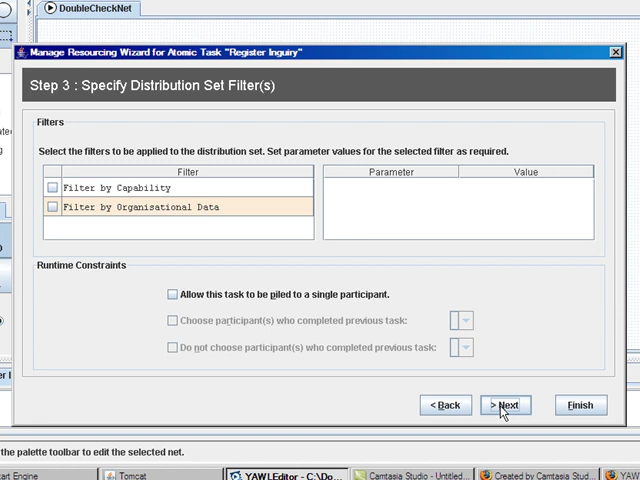 DoubleCheckNet
Manage Resourcing Wizard for Atomic Task "Register Inguiry"
Step 3 : Specify Distribution Set Filter(s)
Filters
Select the filters to be applied to the distribution set. Set parameter values for the selected filter as required.
Filter
Parameter
Value
Filter by Capability
Filter by Organisational Data
Runtime Constraints
Allow this task to be piled to a single participant.
Choose participant(s) who completed previous task:
Do not choose participant(s) who completed previous task:
< Back
> Next
Finish
the palette toolbar to edit the selected net.
tart Engine
Tomcat
YAWLEditor - C:\Do...
Camtasia Studio - Untitled...
Created by Camtasia Stud...
YAW